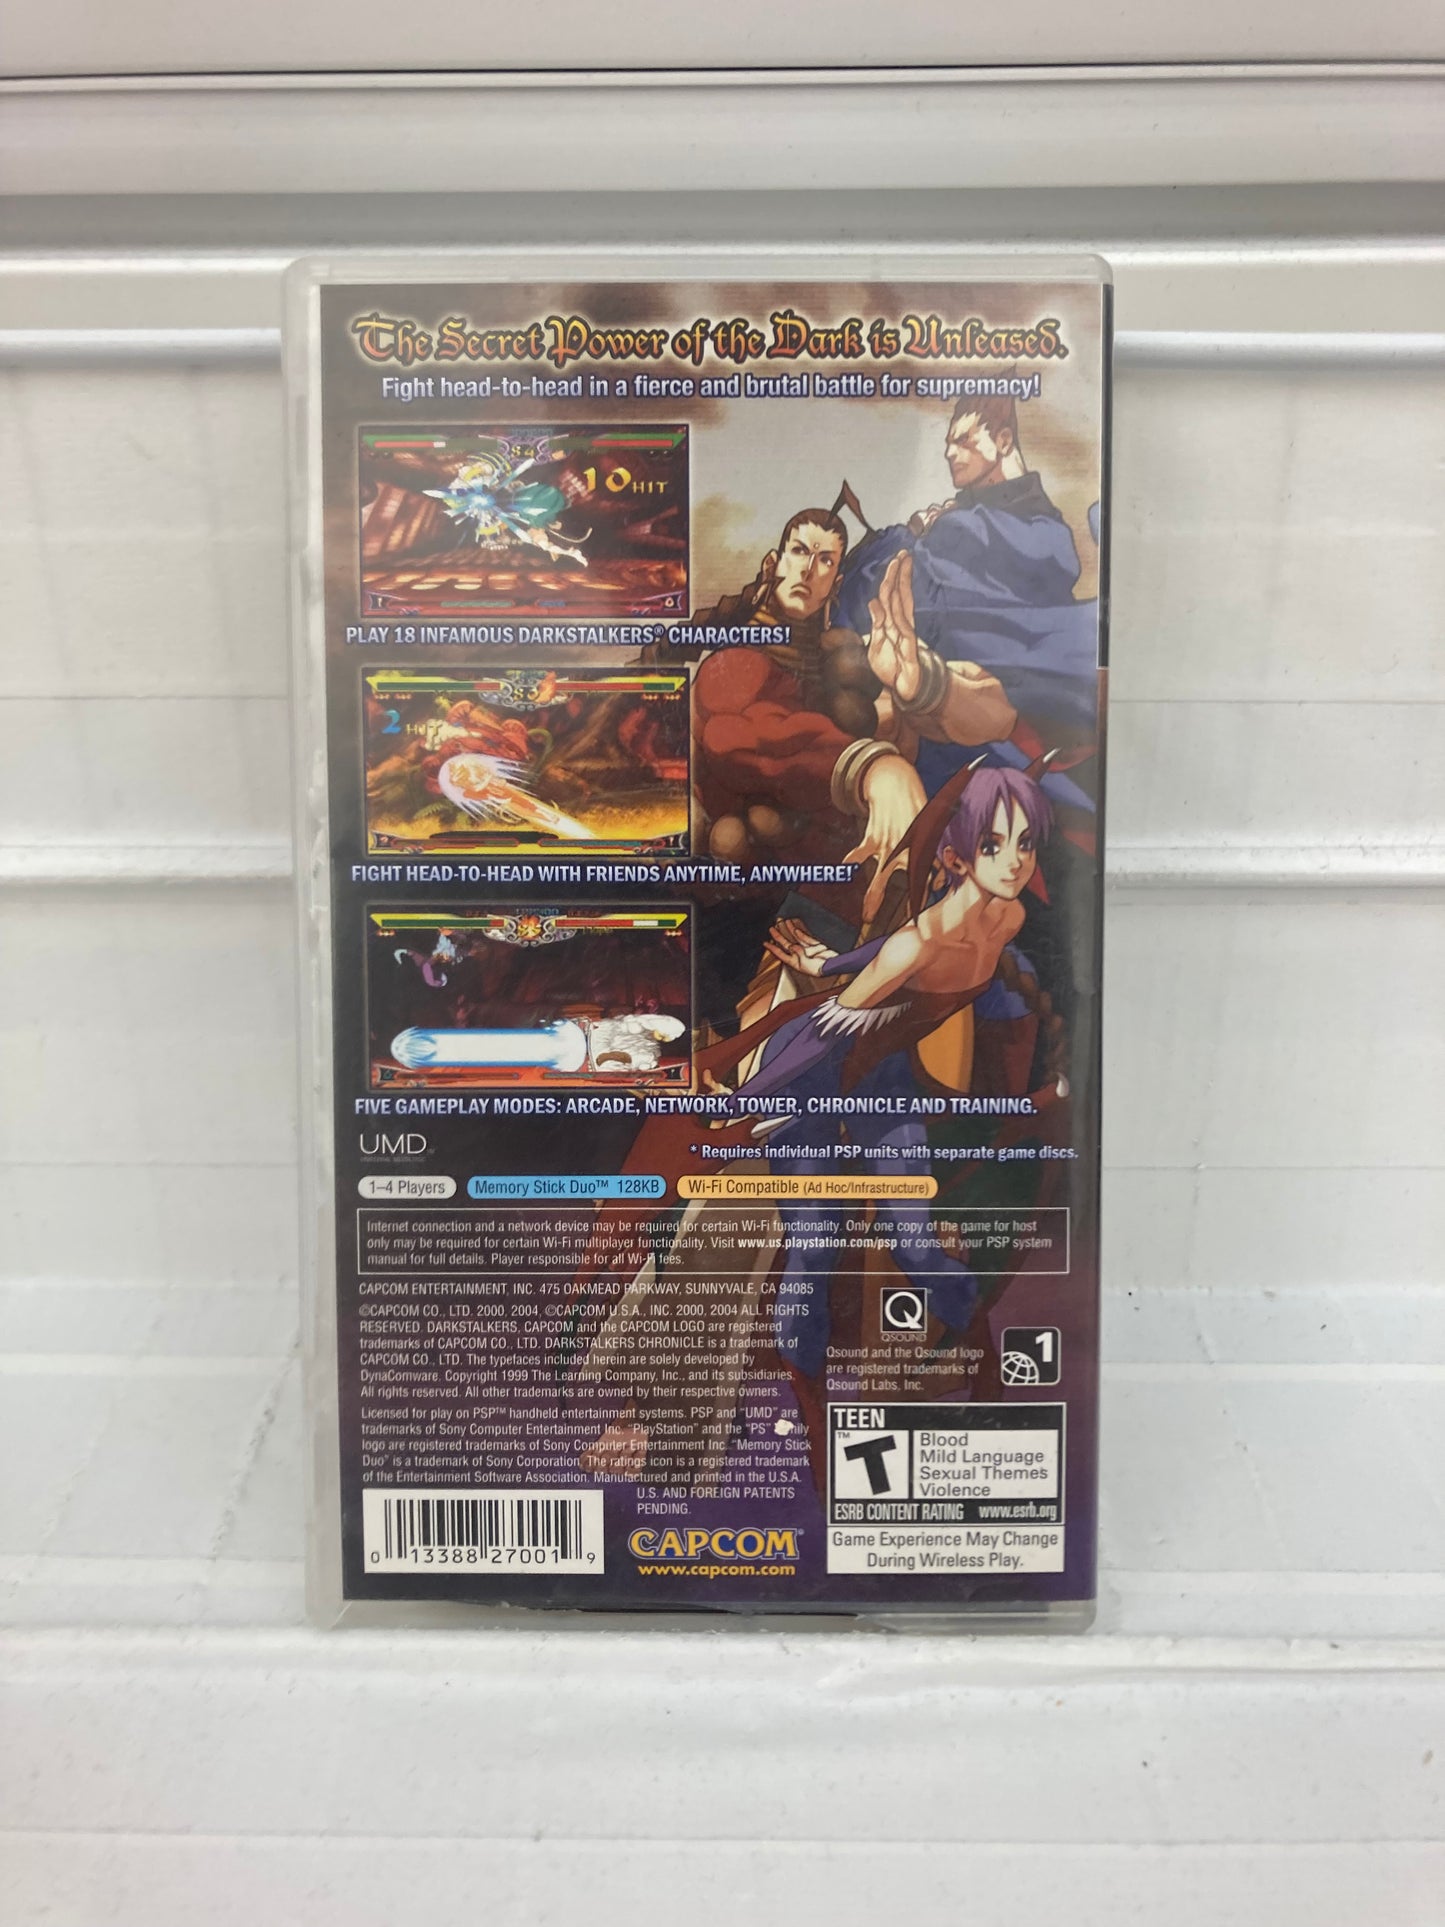 The Secret Power of the Dark is Unleased.
Fight head-to-head in a fierce and brutal battle for supremacy!
84
10 HIT
PLAY 18 INFAMOUS DARKSTALKERS® CHARACTERS!
2 HIT
FIGHT HEAD-TO-HEAD WITH FRIENDS ANYTIME, ANYWHERE!*
FIVE GAMEPLAY MODES: ARCADE, NETWORK, TOWER, CHRONICLE AND TRAINING.
UMD
* Requires individual PSP units with separate game discs.
1–4 Players
Memory Stick Duo™ 128KB
Wi-Fi Compatible (Ad Hoc/Infrastructure)
Internet connection and a network device may be required for certain Wi-Fi functionality. Only one copy of the game for host
only may be required for certain Wi-Fi multiplayer functionality. Visit www.us.playstation.com/psp or consult your PSP system
manual for full details. Player responsible for all Wi-Fi fees.
CAPCOM ENTERTAINMENT, INC. 475 OAKMEAD PARKWAY, SUNNYVALE, CA 94085
©CAPCOM CO., LTD. 2000, 2004, ©CAPCOM U.S.A., INC. 2000, 2004 ALL RIGHTS
RESERVED. DARKSTALKERS, CAPCOM and the CAPCOM LOGO are registered
trademarks of CAPCOM CO., LTD. DARKSTALKERS CHRONICLE is a trademark of
CAPCOM CO., LTD. The typefaces included herein are solely developed by
DynaComware. Copyright 1999 The Learning Company, Inc., and its subsidiaries.
All rights reserved. All other trademarks are owned by their respective owners.
QSOUND
Qsound and the Qsound logo
are registered trademarks of
Qsound Labs, Inc.
1
Licensed for play on PSP™ handheld entertainment systems. PSP and "UMD" are
trademarks of Sony Computer Entertainment Inc. "PlayStation" and the "PS"
logo are registered trademarks of Sony Computer Entertainment Inc. "Memory Stick
Duo" is a trademark of Sony Corporation. The ratings icon is a registered trademark
of the Entertainment Software Association. Manufactured and printed in the U.S.A.
U.S. AND FOREIGN PATENTS
PENDING.
TEEN
T™
Blood
Mild Language
Sexual Themes
Violence
ESRB CONTENT RATING www.esrb.org
Game Experience May Change
During Wireless Play.
0 13388 27001 9
CAPCOM®
www.capcom.com